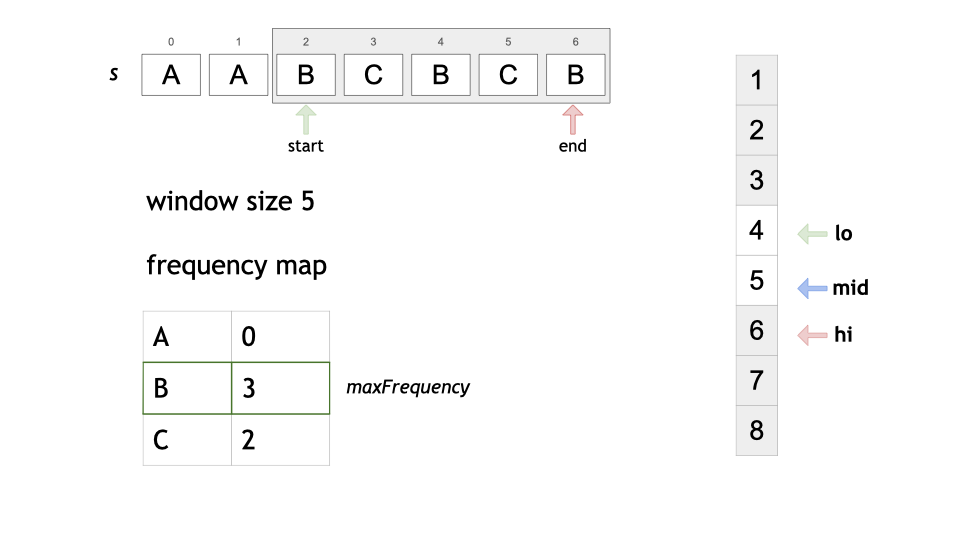 0 1 2 3 4 5 6
s A A B C B C B
start end
window size 5
frequency map
A 0
B 3 maxFrequency
C 2
1
2
3
4 lo
5 mid
6 hi
7
8